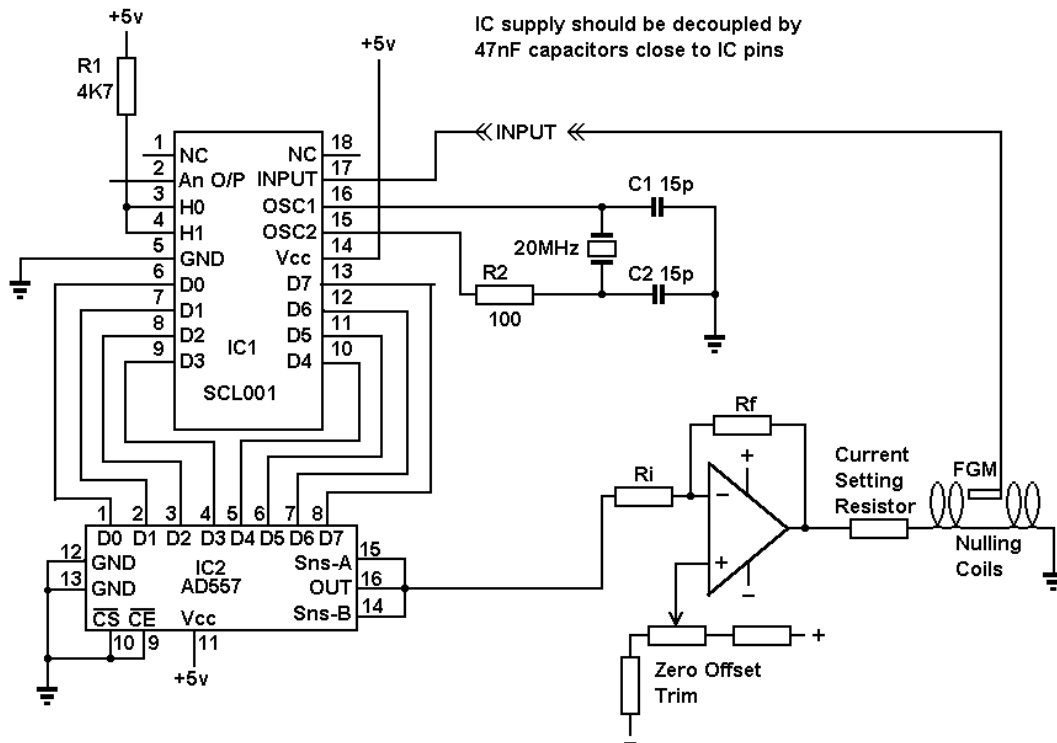 +5v
IC supply should be decoupled by
47nF capacitors close to IC pins
+5v
R1
4K7
INPUT
1
NC
NC
18
2
An O/P
INPUT
17
3
H0
OSC1
16
4
H1
OSC2
15
5
GND
Vcc
14
6
D0
D7
13
7
D1
D6
12
8
D2
D5
11
9
D3
D4
10
IC1
SCL001
C1 15p
20MHz
R2
100
C2 15p
1 2 3 4 5 6 7 8
D0 D1 D2 D3 D4 D5 D6 D7
12
GND
Sns-A
15
IC2
AD557
13
GND
OUT
16
Sns-B
14
CS CE Vcc
10 9 11
+5v
Rf
Ri
+
−
+
−
Current
Setting
Resistor
FGM
Nulling
Coils
+
Zero Offset
Trim
−